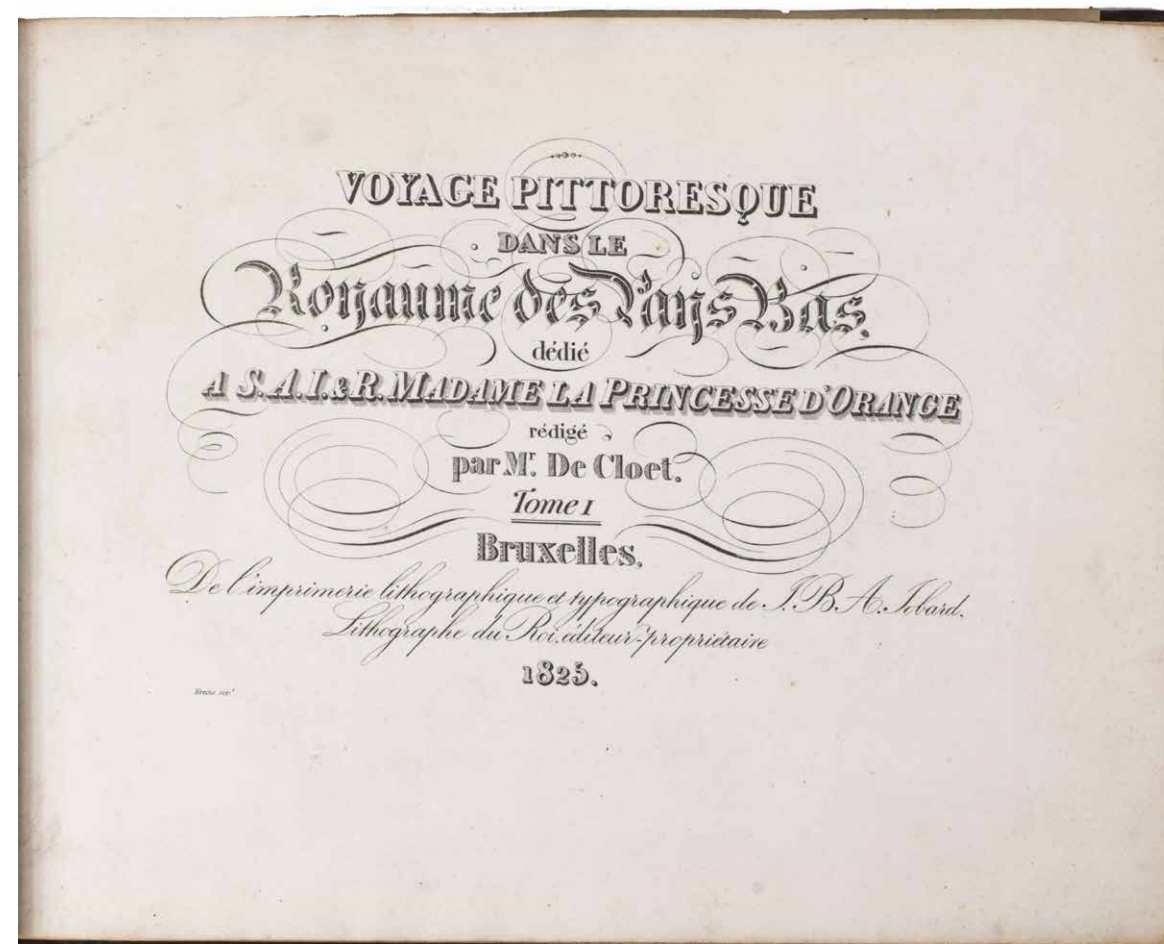 VOYAGE PITTORESQUE
DANS LE
Royaume des Pays Bas.
dédié
A S.A.I.&R. MADAME LA PRINCESSE D'ORANGE
rédigé
par Mr. De Cloet.
Tome I
Bruxelles.
De l'imprimerie lithographique et typographique de J.B.A. Jobard.
Lithographe du Roi, éditeur-propriétaire
1825.